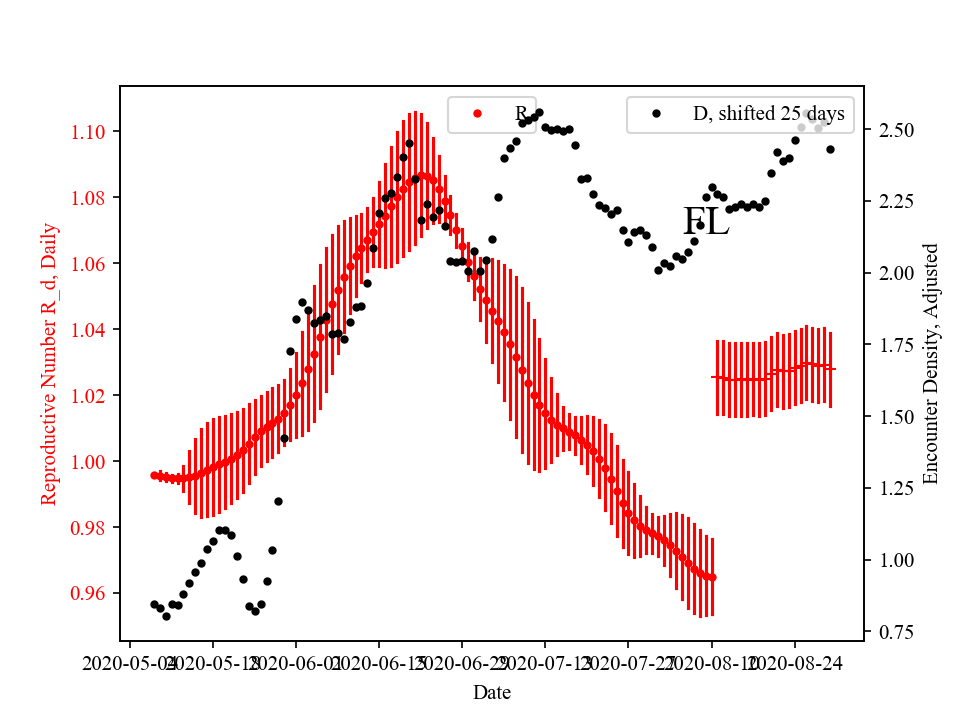 R
D, shifted 25 days
FL
Reproductive Number R_d, Daily
1.10
1.08
1.06
1.04
1.02
1.00
0.98
0.96
Encounter Density, Adjusted
2.50
2.25
2.00
1.75
1.50
1.25
1.00
0.75
2020-05-04 2020-05-18 2020-06-01 2020-06-15 2020-06-29 2020-07-13 2020-07-27 2020-08-10 2020-08-24
Date